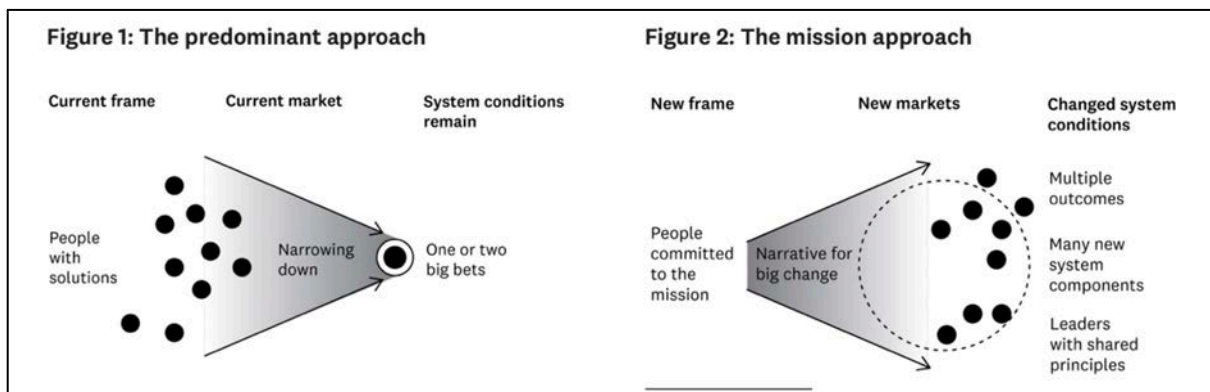 Figure 1: The predominant approach
Current frame
Current market
System conditions
remain
People
with
solutions
Narrowing
down
One or two
big bets
Figure 2: The mission approach
New frame
New markets
Changed system
conditions
People
committed to the
mission
Narrative for
big change
Multiple
outcomes
Many new
system
components
Leaders
with shared
principles